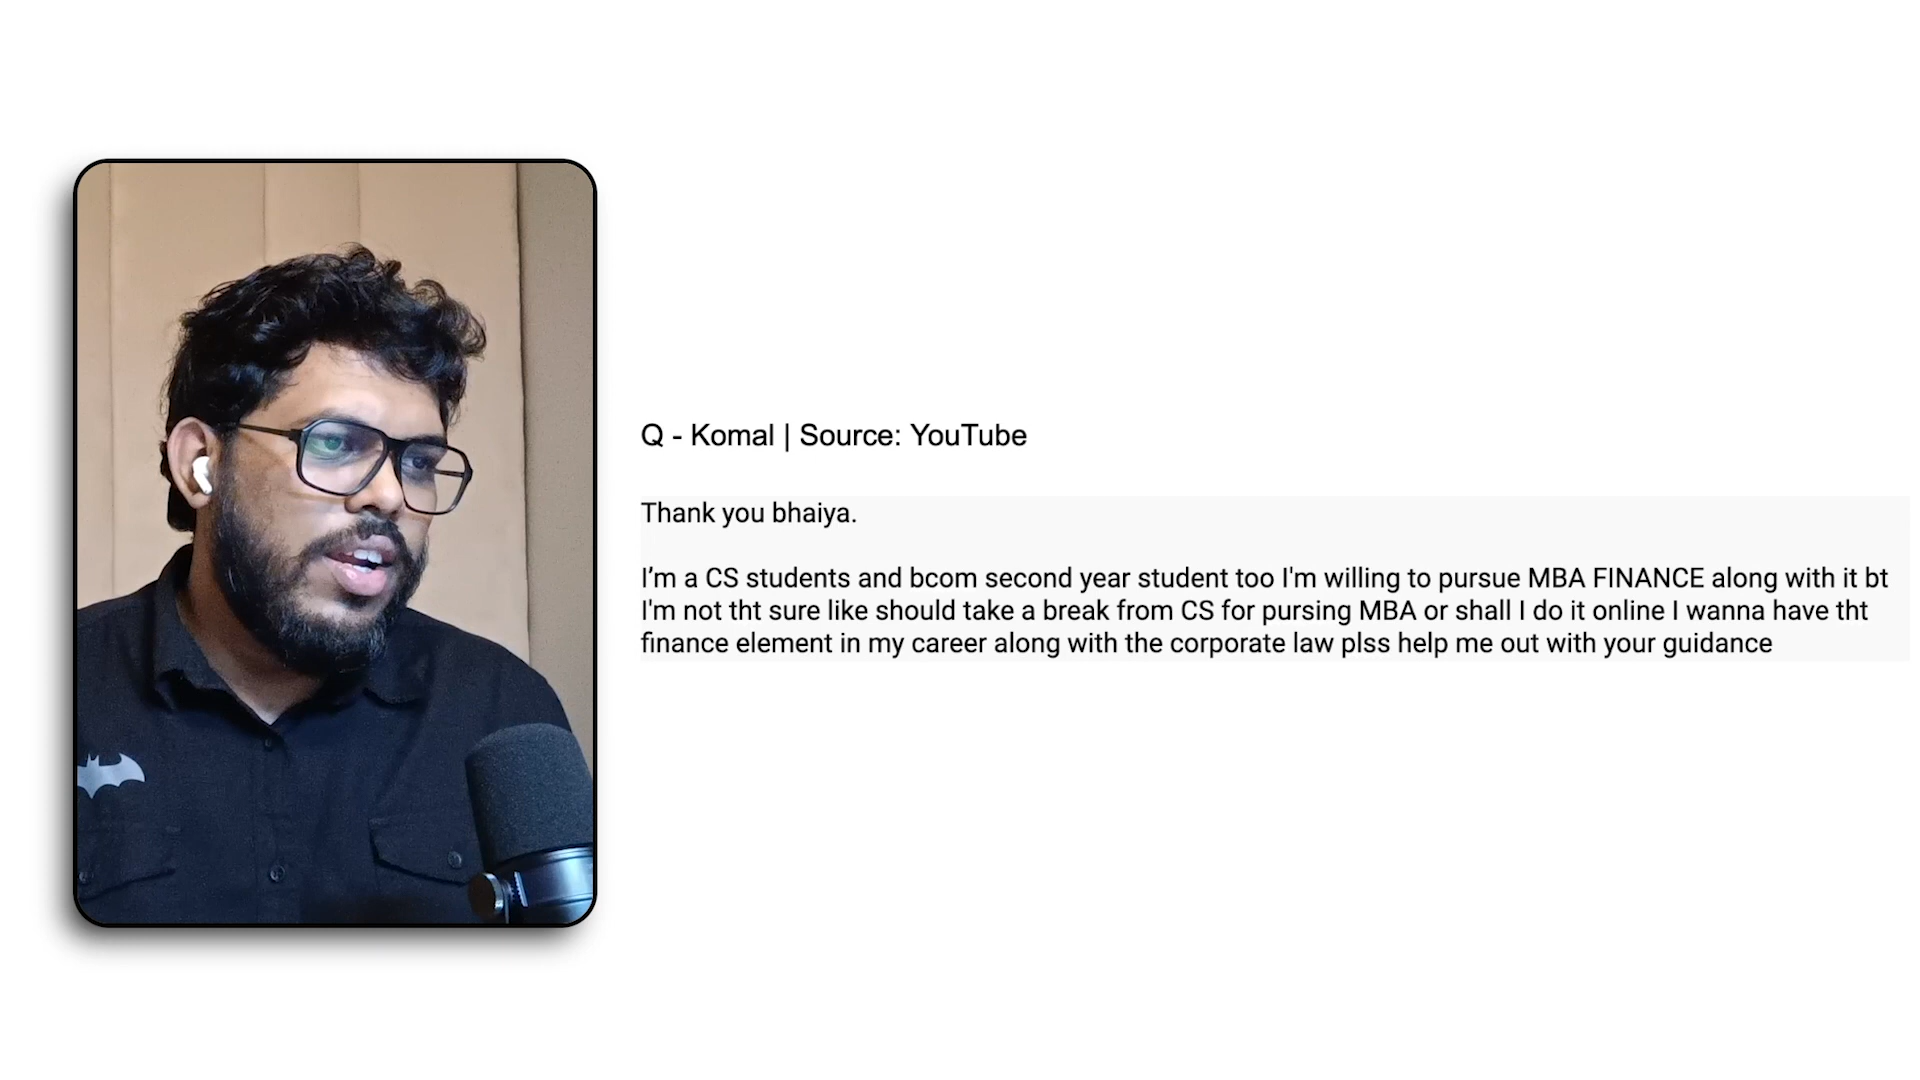 Q - Komal | Source: YouTube
Thank you bhaiya.
I’m a CS students and bcom second year student too I'm willing to pursue MBA FINANCE along with it bt
I'm not tht sure like should take a break from CS for pursing MBA or shall I do it online I wanna have tht
finance element in my career along with the corporate law plss help me out with your guidance